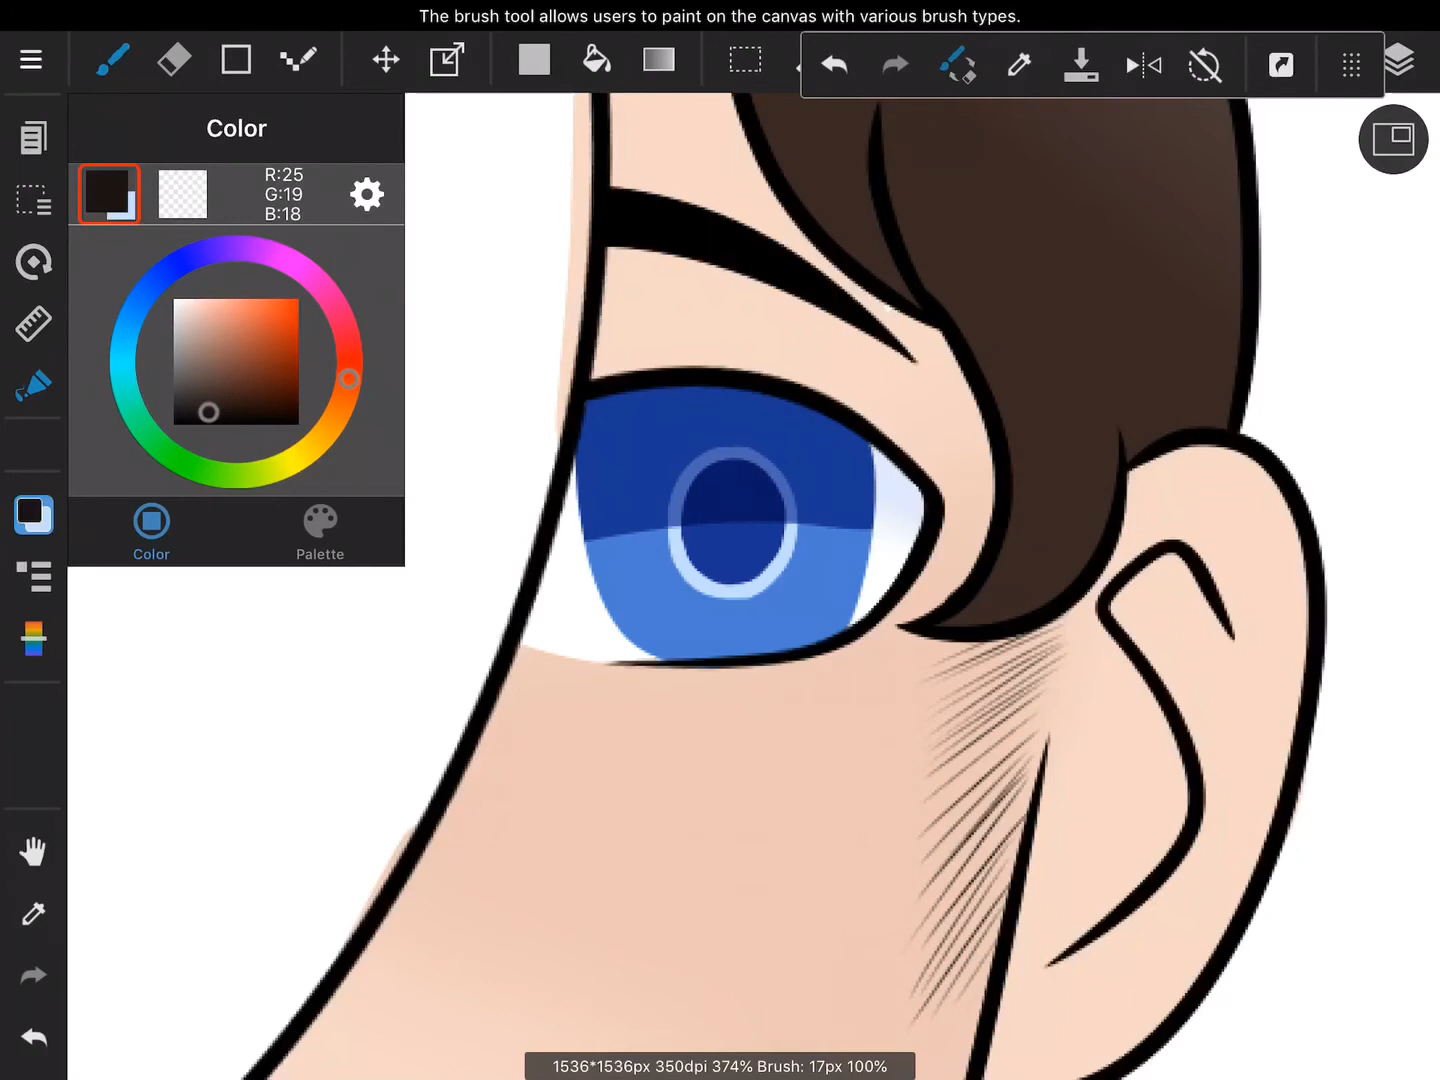 The brush tool allows users to paint on the canvas with various brush types.
Color
R:25
G:19
B:18
Color
Palette
1536*1536px 350dpi 374% Brush: 17px 100%